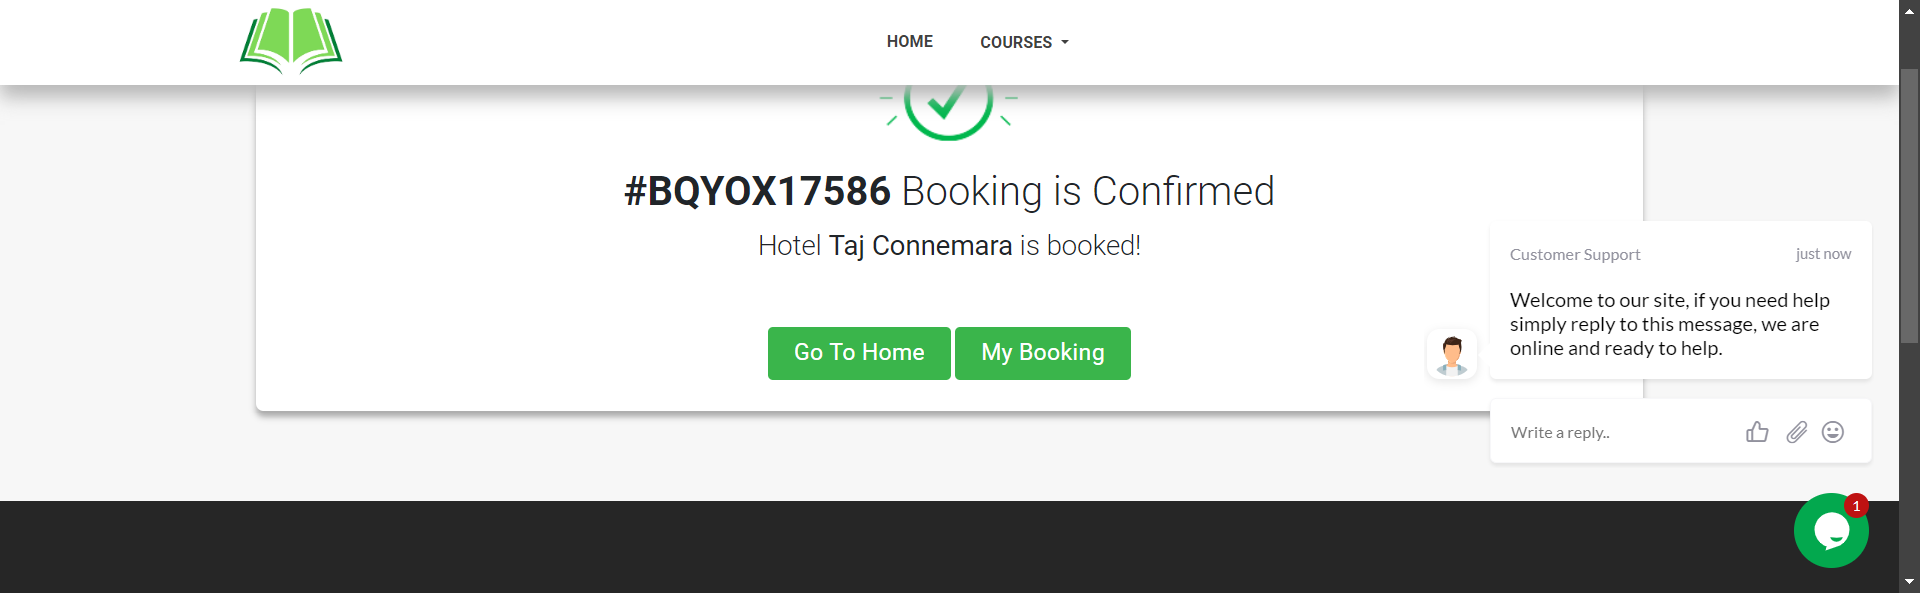 HOME
COURSES
#BQYOX17586 Booking is Confirmed
Hotel Taj Connemara is booked!
Go To Home
My Booking
Customer Support
just now
Welcome to our site, if you need help
simply reply to this message, we are
online and ready to help.
Write a reply..
1